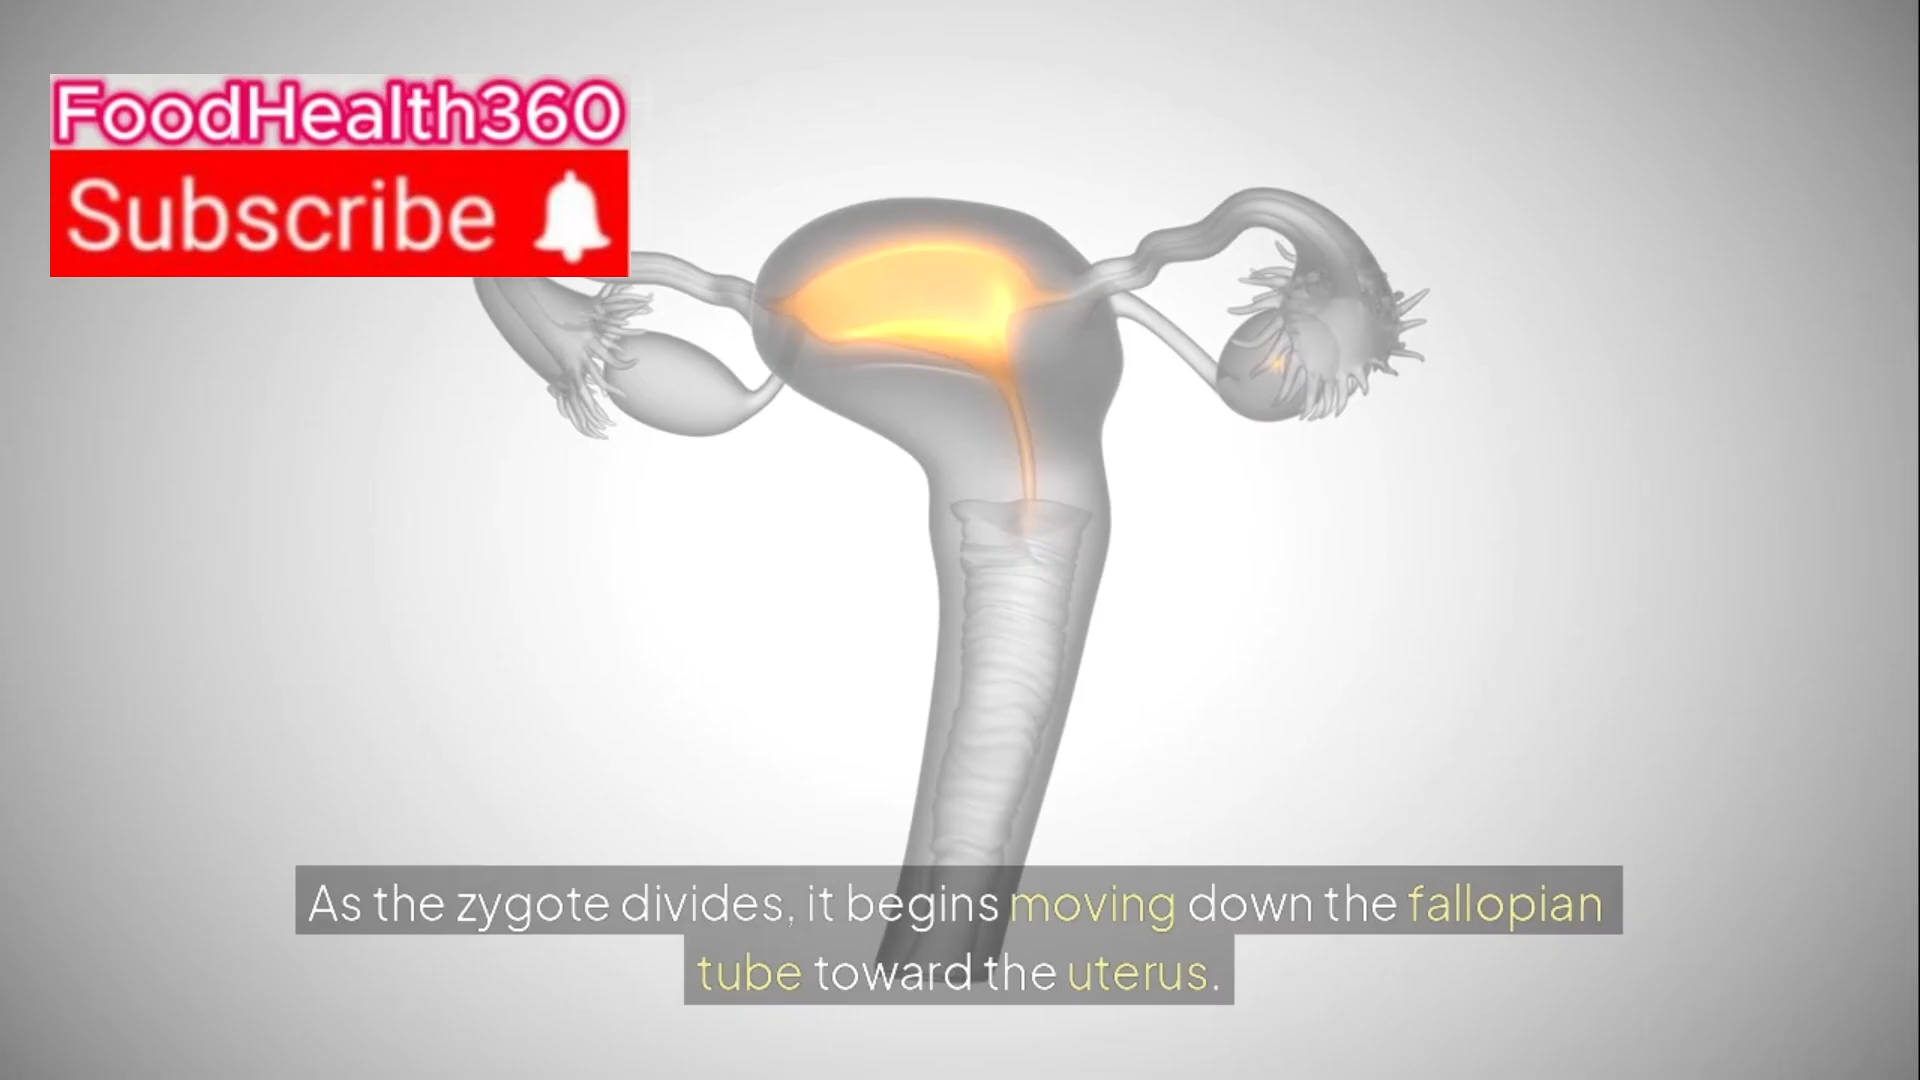 FoodHealth360
Subscribe
As the zygote divides, it begins moving down the fallopian
tube toward the uterus.